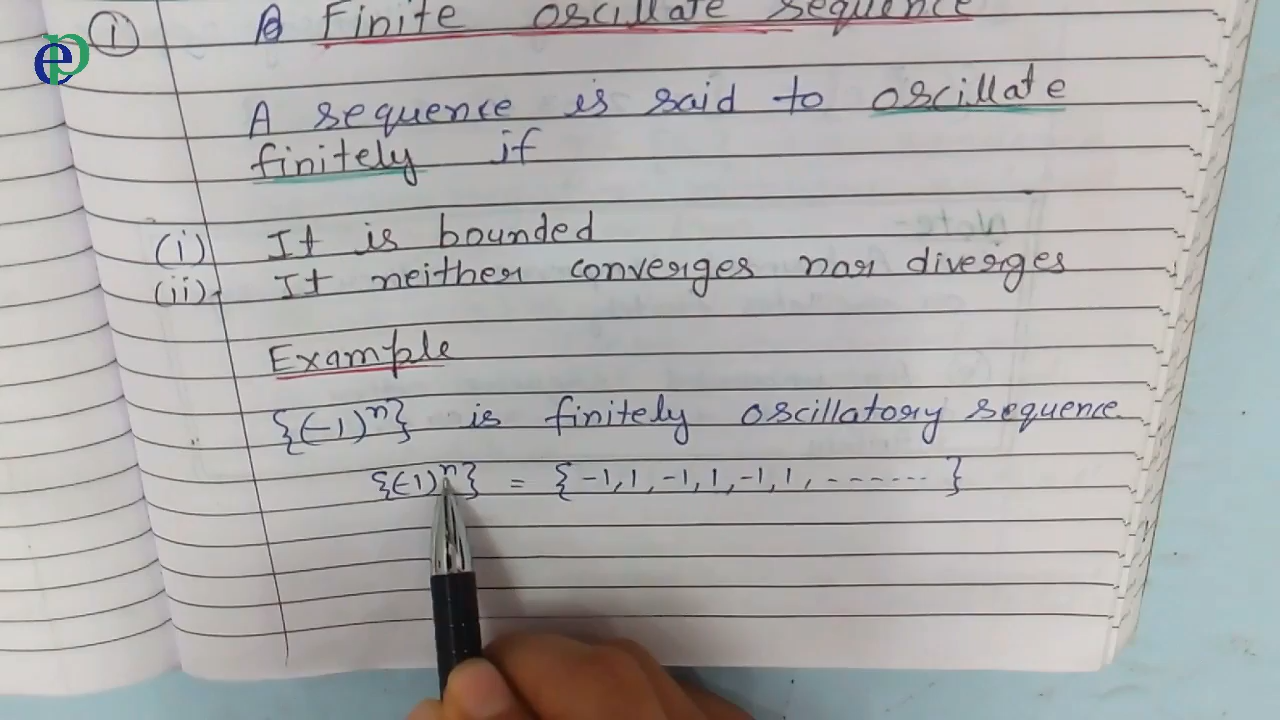 ① Finite oscillate sequence
A sequence is said to oscillate
finitely if
(i) It is bounded
(ii) It neither converges nor diverges
Example
{(-1)ⁿ} is finitely oscillatory sequence
{(-1)ⁿ} = {-1, 1, -1, 1, -1, 1, ------- }
ep